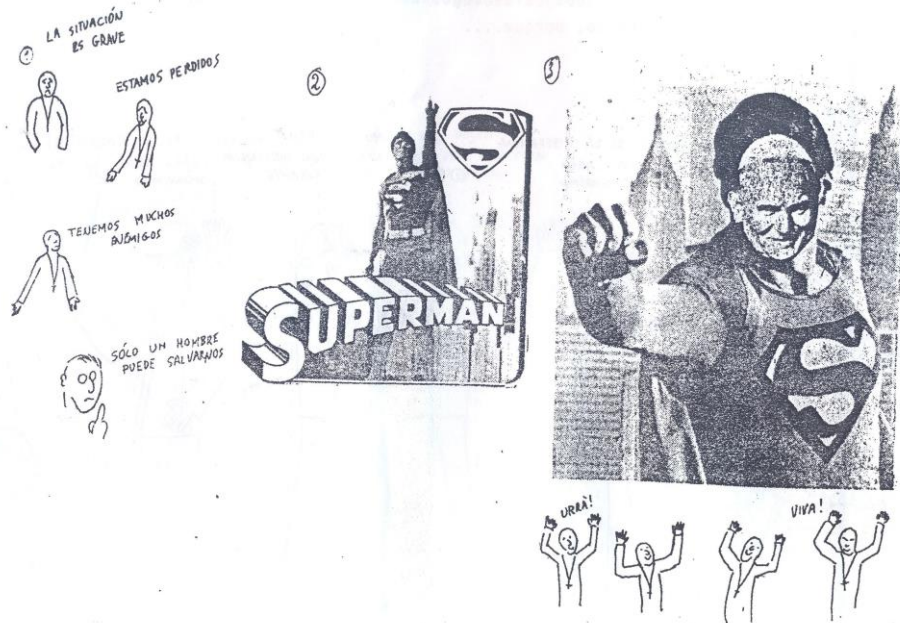 ①
LA SITUACIÓN
ES GRAVE
ESTAMOS PERDIDOS
TENEMOS MUCHOS
ENEMIGOS
SÓLO UN HOMBRE
PUEDE SALVARNOS
②
S
SUPERMAN
③
S
URRÀ!
VIVA!